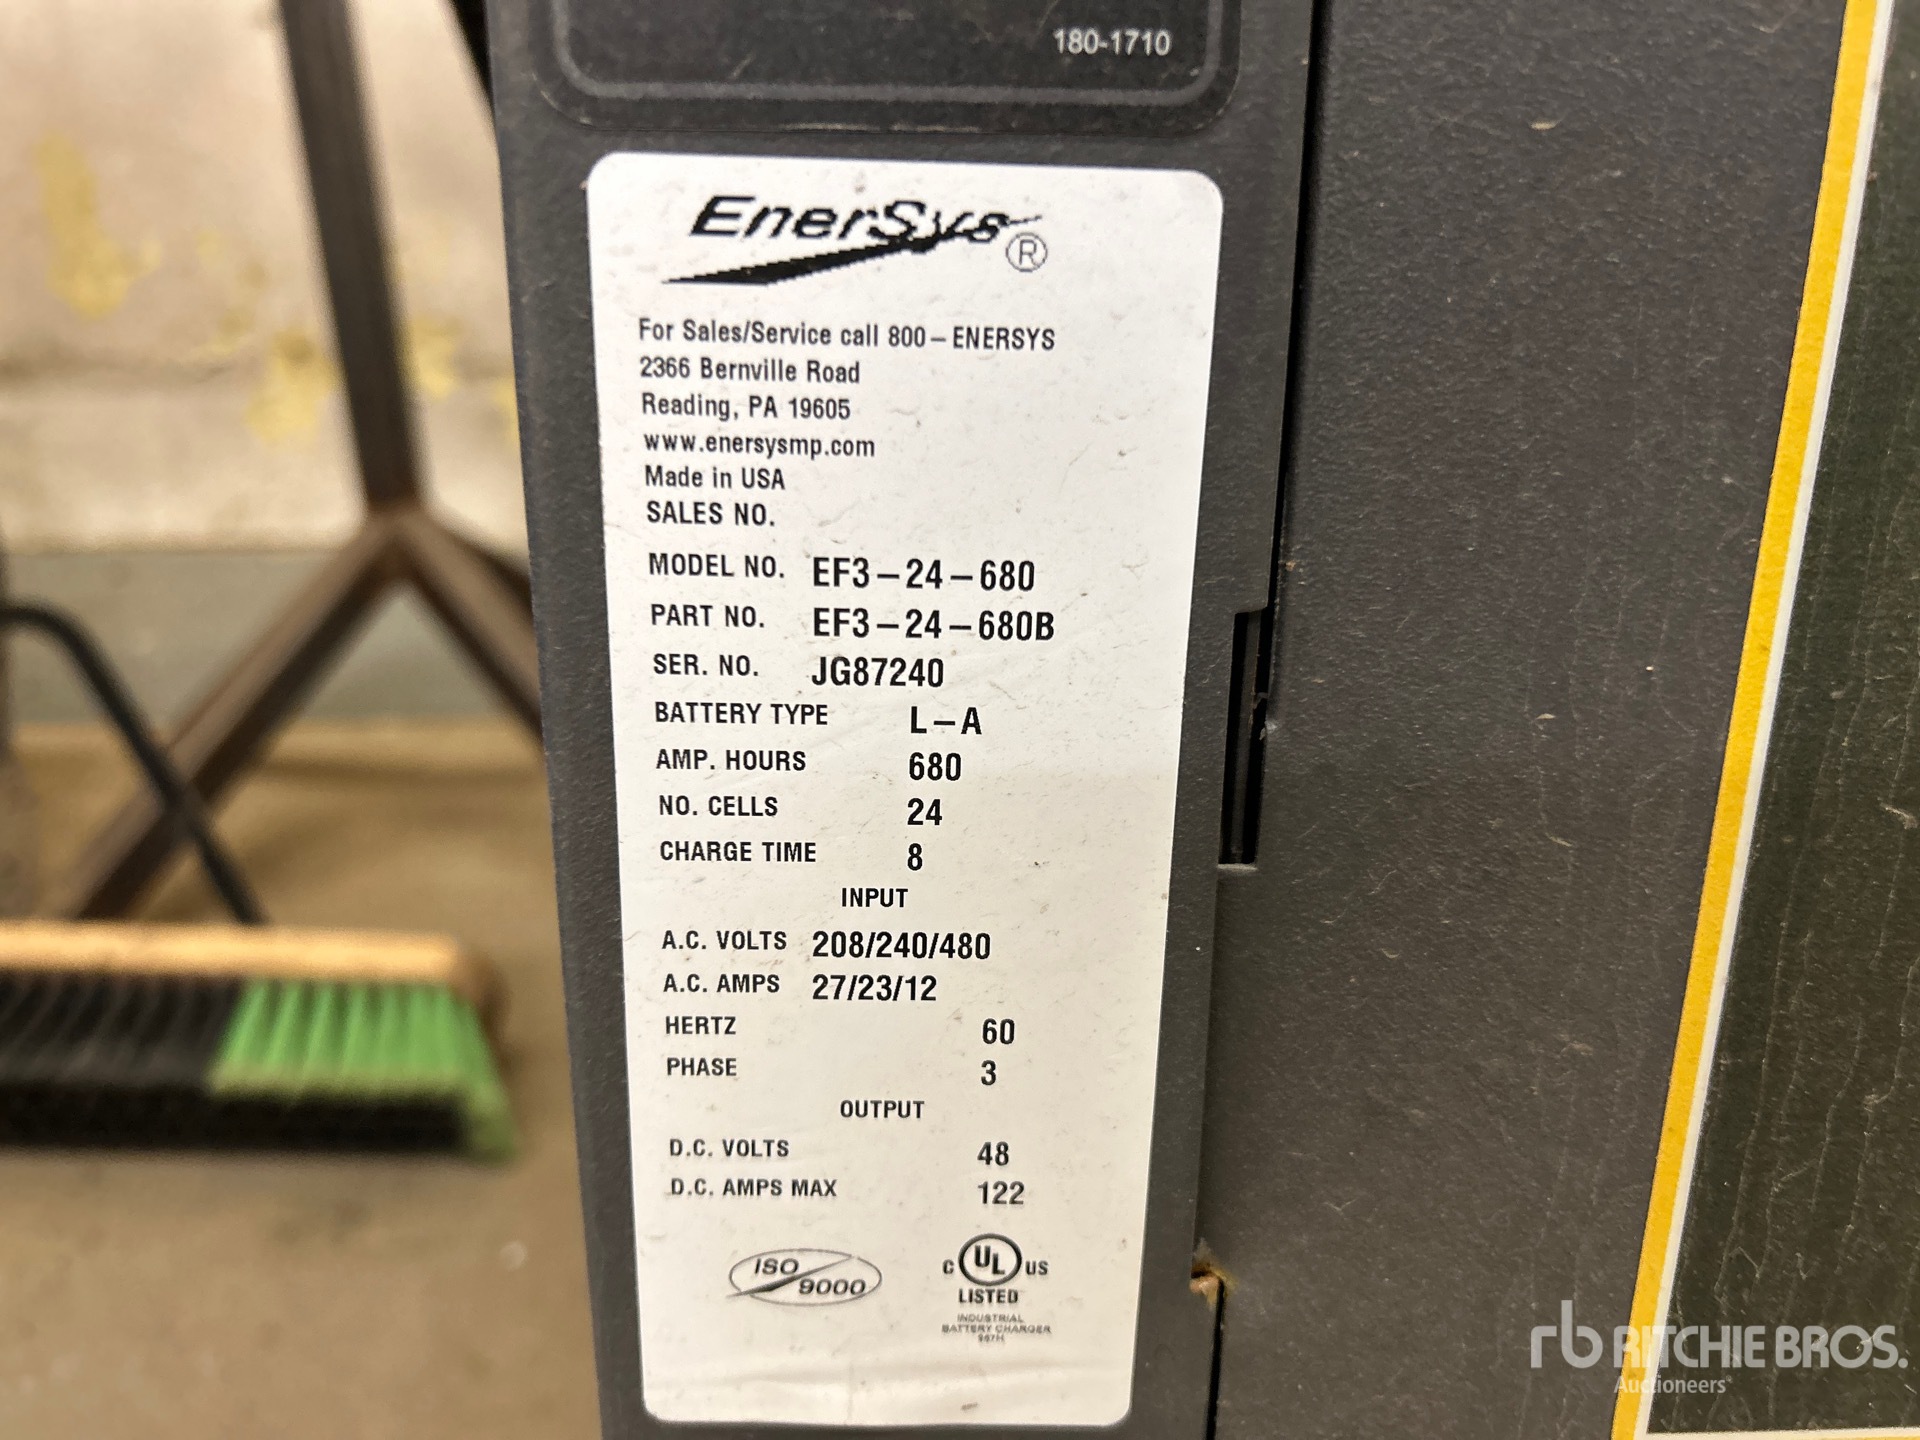 180-1710
EnerSys®
For Sales/Service call 800–ENERSYS
2366 Bernville Road
Reading, PA 19605
www.enersysmp.com
Made in USA
SALES NO.
MODEL NO. EF3–24–680
PART NO. EF3–24–680B
SER. NO. JG87240
BATTERY TYPE L–A
AMP. HOURS 680
NO. CELLS 24
CHARGE TIME 8
INPUT
A.C. VOLTS 208/240/480
A.C. AMPS 27/23/12
HERTZ 60
PHASE 3
OUTPUT
D.C. VOLTS 48
D.C. AMPS MAX 122
ISO 9000
C UL US
LISTED
INDUSTRIAL
BATTERY CHARGER
967H
rb RITCHIE BROS.
Auctioneers